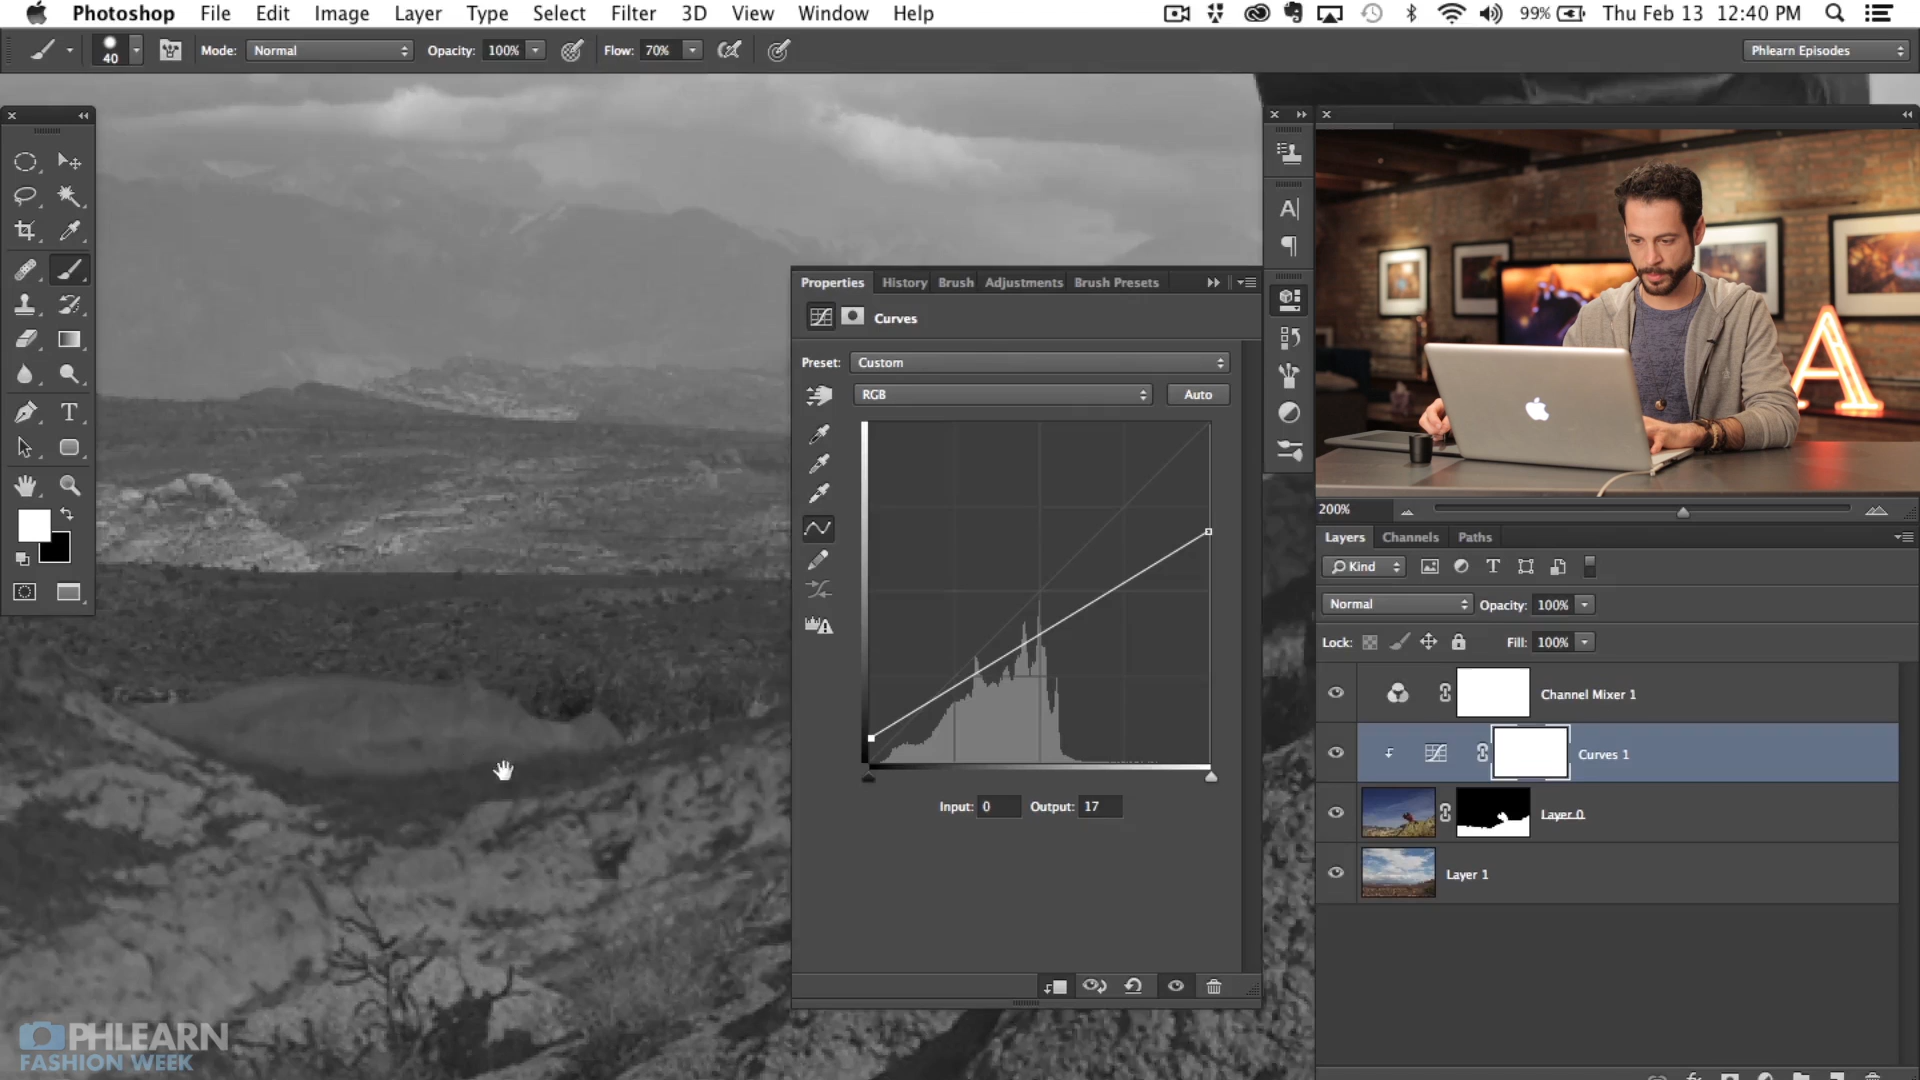 Photoshop File Edit Image Layer Type Select Filter 3D View Window Help 99% Thu Feb 13 12:40 PM
40 Mode: Normal Opacity: 100% Flow: 70% Phlearn Episodes
Properties History Brush Adjustments Brush Presets
Curves
Preset: Custom
RGB Auto
Input: 0 Output: 17
A
200%
Layers Channels Paths
Kind
Normal Opacity: 100%
Lock: Fill: 100%
Channel Mixer 1
Curves 1
Layer 0
Layer 1
PHLEARN
FASHION WEEK